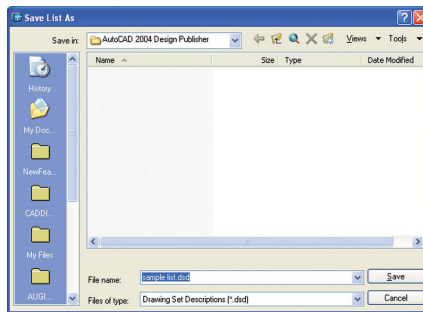 Save List As
Save in: AutoCAD 2004 Design Publisher Views Tools
Name Size Type Date Modified
History
My Doc...
NewFea...
CADDI...
My Files
AUGI...
File name: sample list.dsd Save
Files of type: Drawing Set Descriptions (*.dsd) Cancel